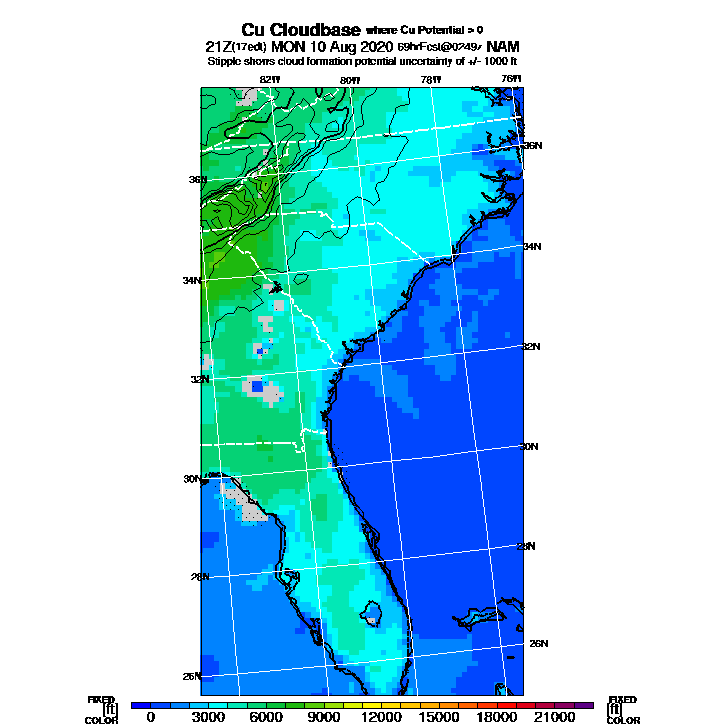 Cu Cloudbase where Cu Potential > 0
21Z(17edt) MON 10 Aug 2020 69hrFcst@0249z NAM
Stipple shows cloud formation potential uncertainty of +/- 1000 ft
82W 80W 78W 76W
36N
36N
34N
34N
32N
32N
30N
30N
28N
28N
26N
26N
FIXED FIXED
[ft] [ft]
COLOR 0 3000 6000 9000 12000 15000 18000 21000 COLOR